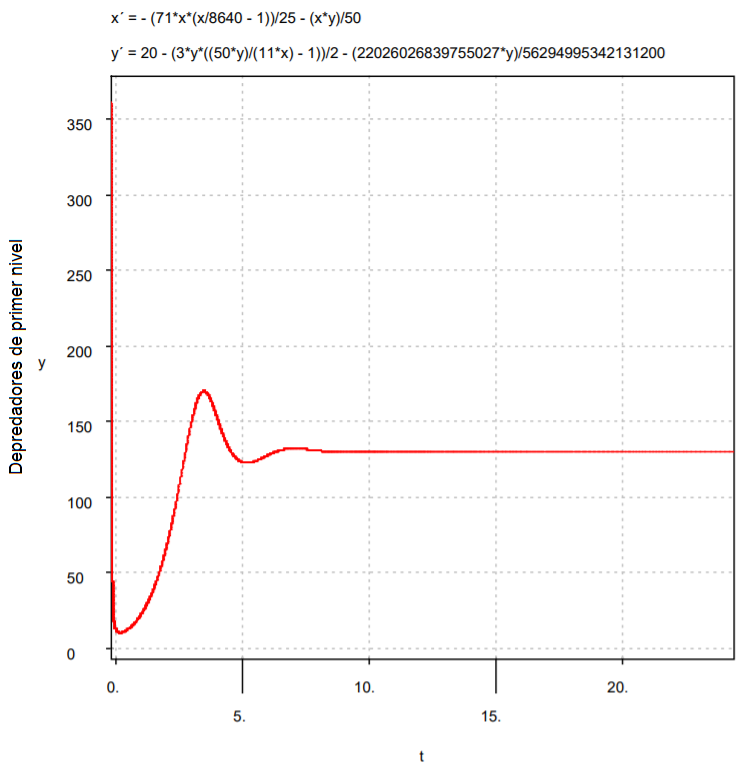 x´ = - (71*x*(x/8640 - 1))/25 - (x*y)/50
y´ = 20 - (3*y*((50*y)/(11*x) - 1))/2 - (22026026839755027*y)/56294995342131200
350
300
250
200
150
100
50
0
Depredadores de primer nivel
y
0.
5.
10.
15.
20.
t